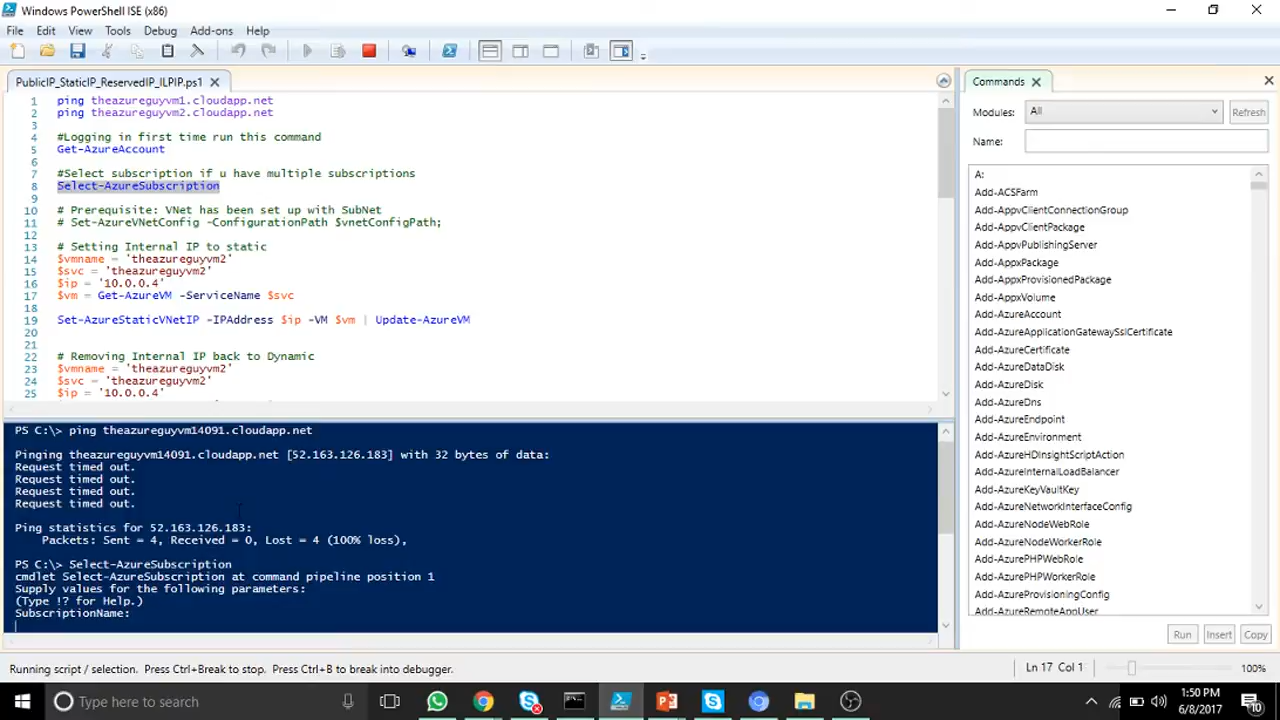 Windows PowerShell ISE (x86)
File Edit View Tools Debug Add-ons Help
PublicIP_StaticIP_ReservedIP_ILPIP.ps1
1 ping theazureguyvm1.cloudapp.net
2 ping theazureguyvm2.cloudapp.net
3
4 #Logging in first time run this command
5 Get-AzureAccount
6
7 #Select subscription if u have multiple subscriptions
8 Select-AzureSubscription
9
10 # Prerequisite: VNet has been set up with SubNet
11 # Set-AzureVNetConfig -ConfigurationPath $vnetConfigPath;
12
13 # Setting Internal IP to static
14 $vmname = 'theazureguyvm2'
15 $svc = 'theazureguyvm2'
16 $ip = '10.0.0.4'
17 $vm = Get-AzureVM -ServiceName $svc
18
19 Set-AzureStaticVNetIP -IPAddress $ip -VM $vm | Update-AzureVM
20
21
22 # Removing Internal IP back to Dynamic
23 $vmname = 'theazureguyvm2'
24 $svc = 'theazureguyvm2'
25 $ip = '10.0.0.4'
PS C:\> ping theazureguyvm14091.cloudapp.net
Pinging theazureguyvm14091.cloudapp.net [52.163.126.183] with 32 bytes of data:
Request timed out.
Request timed out.
Request timed out.
Request timed out.
Ping statistics for 52.163.126.183:
Packets: Sent = 4, Received = 0, Lost = 4 (100% loss),
PS C:\> Select-AzureSubscription
cmdlet Select-AzureSubscription at command pipeline position 1
Supply values for the following parameters:
(Type !? for Help.)
SubscriptionName:
Commands
Modules: All Refresh
Name:
A:
Add-ACSFarm
Add-AppvClientConnectionGroup
Add-AppvClientPackage
Add-AppvPublishingServer
Add-AppxPackage
Add-AppxProvisionedPackage
Add-AppxVolume
Add-AzureAccount
Add-AzureApplicationGatewaySslCertificate
Add-AzureCertificate
Add-AzureDataDisk
Add-AzureDisk
Add-AzureDns
Add-AzureEndpoint
Add-AzureEnvironment
Add-AzureHDInsightScriptAction
Add-AzureInternalLoadBalancer
Add-AzureKeyVaultKey
Add-AzureNetworkInterfaceConfig
Add-AzureNodeWebRole
Add-AzureNodeWorkerRole
Add-AzurePHPWebRole
Add-AzurePHPWorkerRole
Add-AzureProvisioningConfig
Add-AzureRemoteAppUser
Run Insert Copy
Running script / selection. Press Ctrl+Break to stop. Press Ctrl+B to break into debugger.
Ln 17 Col 1
100%
Type here to search
1:50 PM
6/8/2017
10